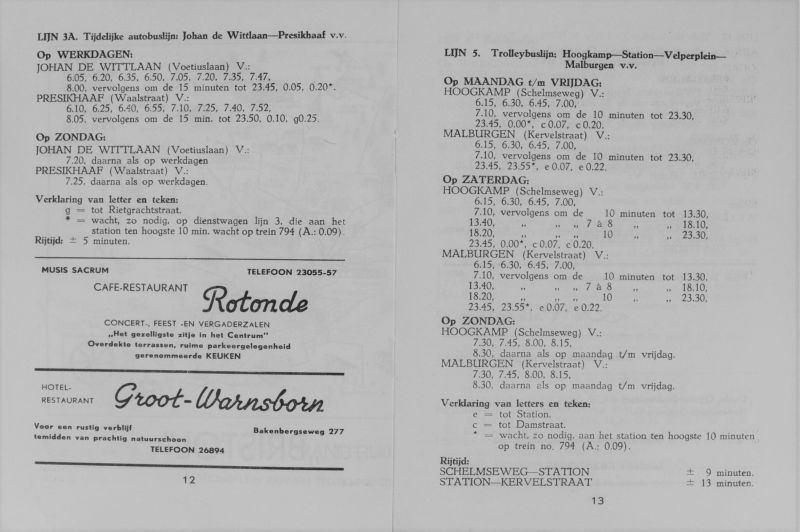 LIJN 3A. Tijdelijke autobuslijn: Johan de Wittlaan—Presikhaaf v.v.
Op WERKDAGEN:
JOHAN DE WITTLAAN (Voetiuslaan) V.:
6.05, 6.20, 6.35, 6.50, 7.05, 7.20, 7.35, 7.47,
8.00, vervolgens om de 15 minuten tot 23.45, 0.05, 0.20*.
PRESIKHAAF (Waalstraat) V.:
6.10, 6.25, 6.40, 6.55, 7.10, 7.25, 7.40, 7.52,
8.05, vervolgens om de 15 min. tot 23.50, 0.10, g0.25.
Op ZONDAG:
JOHAN DE WITTLAAN (Voetiuslaan) V.:
7.20, daarna als op werkdagen
PRESIKHAAF (Waalstraat) V.:
7.25, daarna als op werkdagen.
Verklaring van letter en teken:
g = tot Rietgrachtstraat.
* = wacht, zo nodig, op dienstwagen lijn 3, die aan het
station ten hoogste 10 min. wacht op trein 794 (A.: 0.09).
Rijtijd: ± 5 minuten.
MUSIS SACRUM TELEFOON 23055-57
CAFE-RESTAURANT Rotonde
CONCERT-, FEEST -EN VERGADERZALEN
„Het gezelligste zitje in het Centrum"
Overdekte terrassen, ruime parkeergelegenheid
gerenommeerde KEUKEN
HOTEL-
RESTAURANT Groot-Warnsborn
Voor een rustig verblijf
temidden van prachtig natuurschoon Bakenbergseweg 277
TELEFOON 26894
12
LIJN 5. Trolleybuslijn: Hoogkamp—Station—Velperplein—
Malburgen v.v.
Op MAANDAG t/m VRIJDAG:
HOOGKAMP (Schelmseweg) V.:
6.15, 6.30, 6.45, 7.00,
7.10, vervolgens om de 10 minuten tot 23.30,
23.45, 0.00*, c0.07, c0.20.
MALBURGEN (Kervelstraat) V.:
6.15, 6.30, 6.45, 7.00,
7.10, vervolgens om de 10 minuten tot 23.30,
23.45, 23.55*, e0.07, e0.22.
Op ZATERDAG:
HOOGKAMP (Schelmseweg) V.:
6.15, 6.30, 6.45, 7.00,
7.10, vervolgens om de 10 minuten tot 13.30,
13.40, „ „ „ 7 à 8 „ „ 18.10,
18.20, „ „ „ 10 „ „ 23.30,
23.45, 0.00*, c0.07, c0.20.
MALBURGEN (Kervelstraat) V.:
6.15, 6.30, 6.45, 7.00,
7.10, vervolgens om de 10 minuten tot 13.30,
13.40, „ „ „ 7 à 8 „ „ 18.10,
18.20, „ „ „ 10 „ „ 23.30,
23.45, 23.55*, e0.07, e0.22.
Op ZONDAG:
HOOGKAMP (Schelmseweg) V.:
7.30, 7.45, 8.00, 8.15,
8.30, daarna als op maandag t/m vrijdag.
MALBURGEN (Kervelstraat) V.:
7.30, 7.45, 8.00, 8.15,
8.30, daarna als op maandag t/m vrijdag.
Verklaring van letters en teken:
e = tot Station.
c = tot Damstraat.
* = wacht, zo nodig, aan het station ten hoogste 10 minuten
op trein no. 794 (A.: 0.09).
Rijtijd:
SCHELMSEWEG—STATION ± 9 minuten.
STATION—KERVELSTRAAT ± 13 minuten.
13